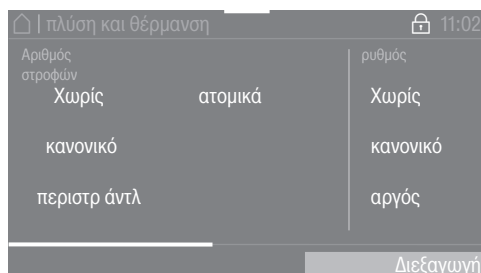 | πλύση και θέρμανση 11:02
Αριθμός
στροφών
ρυθμός
Χωρίς ατομικά Χωρίς
κανονικό κανονικό
περιστρ άντλ αργός
Διεξαγωγή